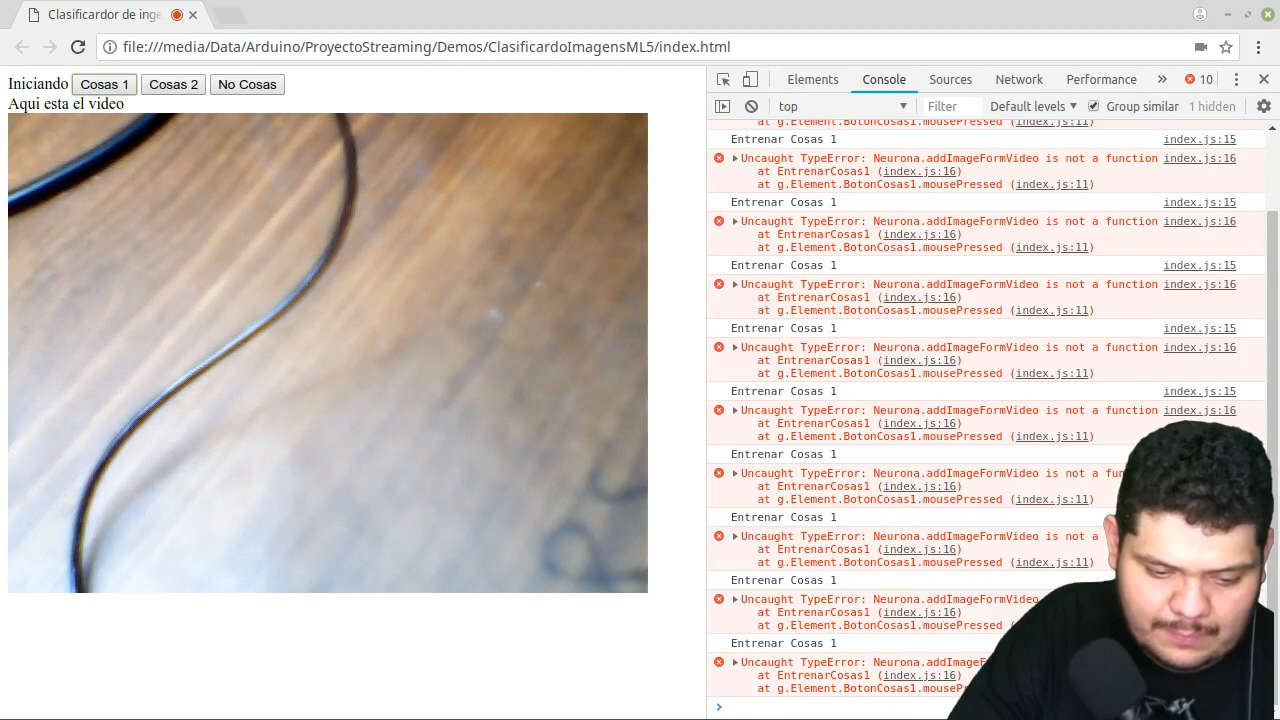 Clasificardor de inge
file:///media/Data/Arduino/ProyectoStreaming/Demos/ClasificardoImagensML5/index.html
Elements Console Sources Network Performance » 10
top Filter Default levels Group similar 1 hidden
Iniciando Cosas 1 Cosas 2 No Cosas
Aqui esta el video
at g.Element.BotonCosas1.mousePressed (index.js:11)
Entrenar Cosas 1 index.js:15
Uncaught TypeError: Neurona.addImageFormVideo is not a function index.js:16
at EntrenarCosas1 (index.js:16)
at g.Element.BotonCosas1.mousePressed (index.js:11)
Entrenar Cosas 1 index.js:15
Uncaught TypeError: Neurona.addImageFormVideo is not a function index.js:16
at EntrenarCosas1 (index.js:16)
at g.Element.BotonCosas1.mousePressed (index.js:11)
Entrenar Cosas 1 index.js:15
Uncaught TypeError: Neurona.addImageFormVideo is not a function index.js:16
at EntrenarCosas1 (index.js:16)
at g.Element.BotonCosas1.mousePressed (index.js:11)
Entrenar Cosas 1 index.js:15
Uncaught TypeError: Neurona.addImageFormVideo is not a function index.js:16
at EntrenarCosas1 (index.js:16)
at g.Element.BotonCosas1.mousePressed (index.js:11)
Entrenar Cosas 1 index.js:15
Uncaught TypeError: Neurona.addImageFormVideo is not a function index.js:16
at EntrenarCosas1 (index.js:16)
at g.Element.BotonCosas1.mousePressed (index.js:11)
Entrenar Cosas 1
Uncaught TypeError: Neurona.addImageFormVideo is not a fun
at EntrenarCosas1 (index.js:16)
at g.Element.BotonCosas1.mousePressed (index.js:11)
Entrenar Cosas 1
Uncaught TypeError: Neurona.addImageFormVideo is not a
at EntrenarCosas1 (index.js:16)
at g.Element.BotonCosas1.mousePressed (index.js:11)
Entrenar Cosas 1
Uncaught TypeError: Neurona.addImageFormVideo
at EntrenarCosas1 (index.js:16)
at g.Element.BotonCosas1.mousePressed (
Entrenar Cosas 1
Uncaught TypeError: Neurona.addImageF
at EntrenarCosas1 (index.js:16)
at g.Element.BotonCosas1.mouseP